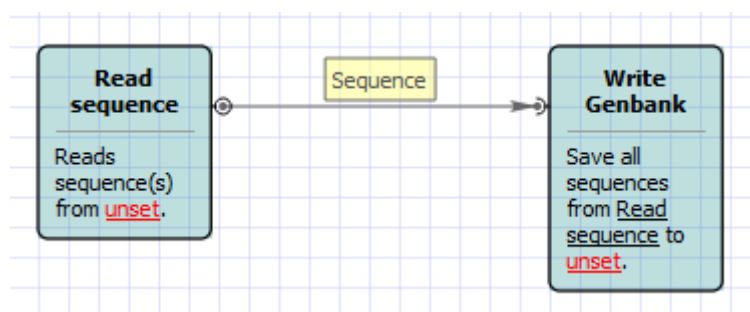 Read
sequence
Reads
sequence(s)
from unset.
Sequence
Write
Genbank
Save all
sequences
from Read
sequence to
unset.